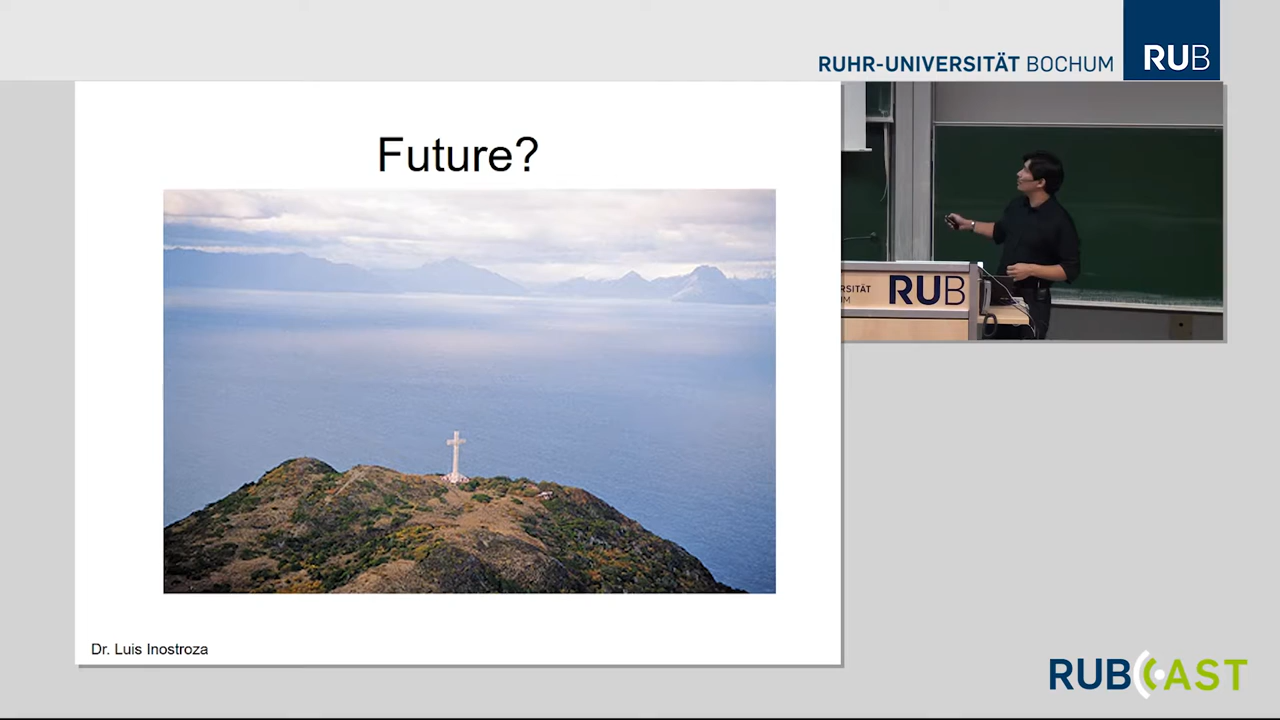 RUHR-UNIVERSITÄT BOCHUM
RUB
Future?
RSITÄT
UM
RUB
Dr. Luis Inostroza
RUBCAST